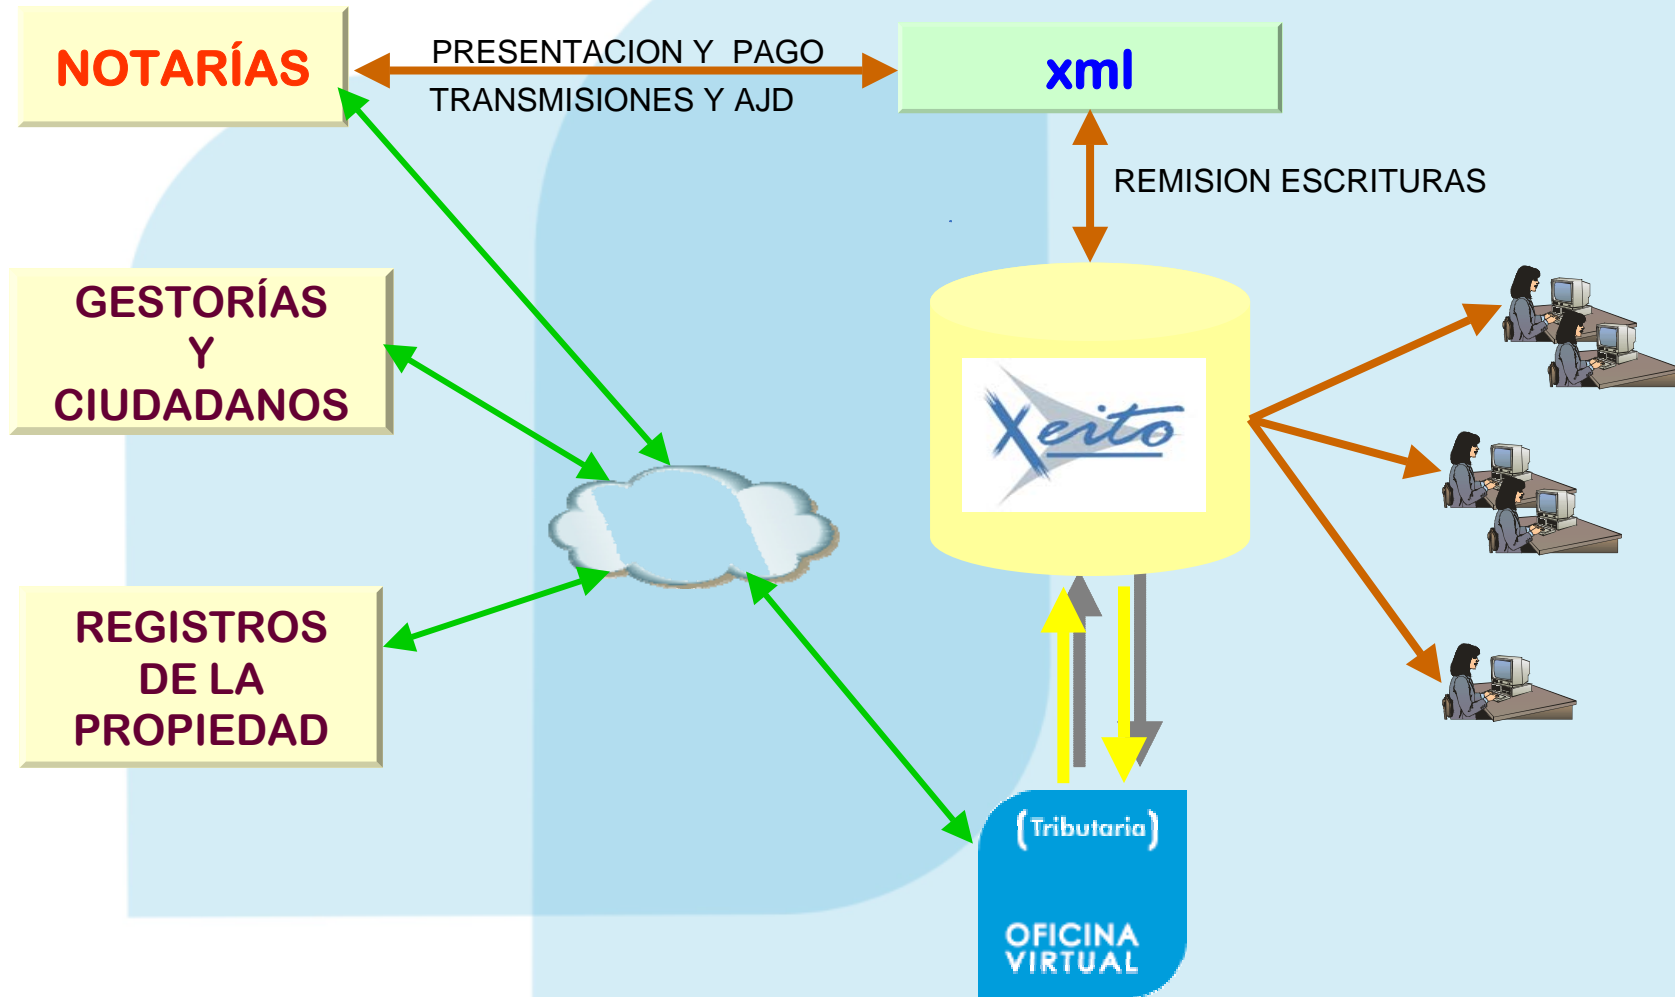 NOTARÍAS
PRESENTACION Y PAGO
TRANSMISIONES Y AJD
xml
REMISION ESCRITURAS
GESTORÍAS
Y
CIUDADANOS
Xeito
REGISTROS
DE LA
PROPIEDAD
(Tributaria)
OFICINA
VIRTUAL